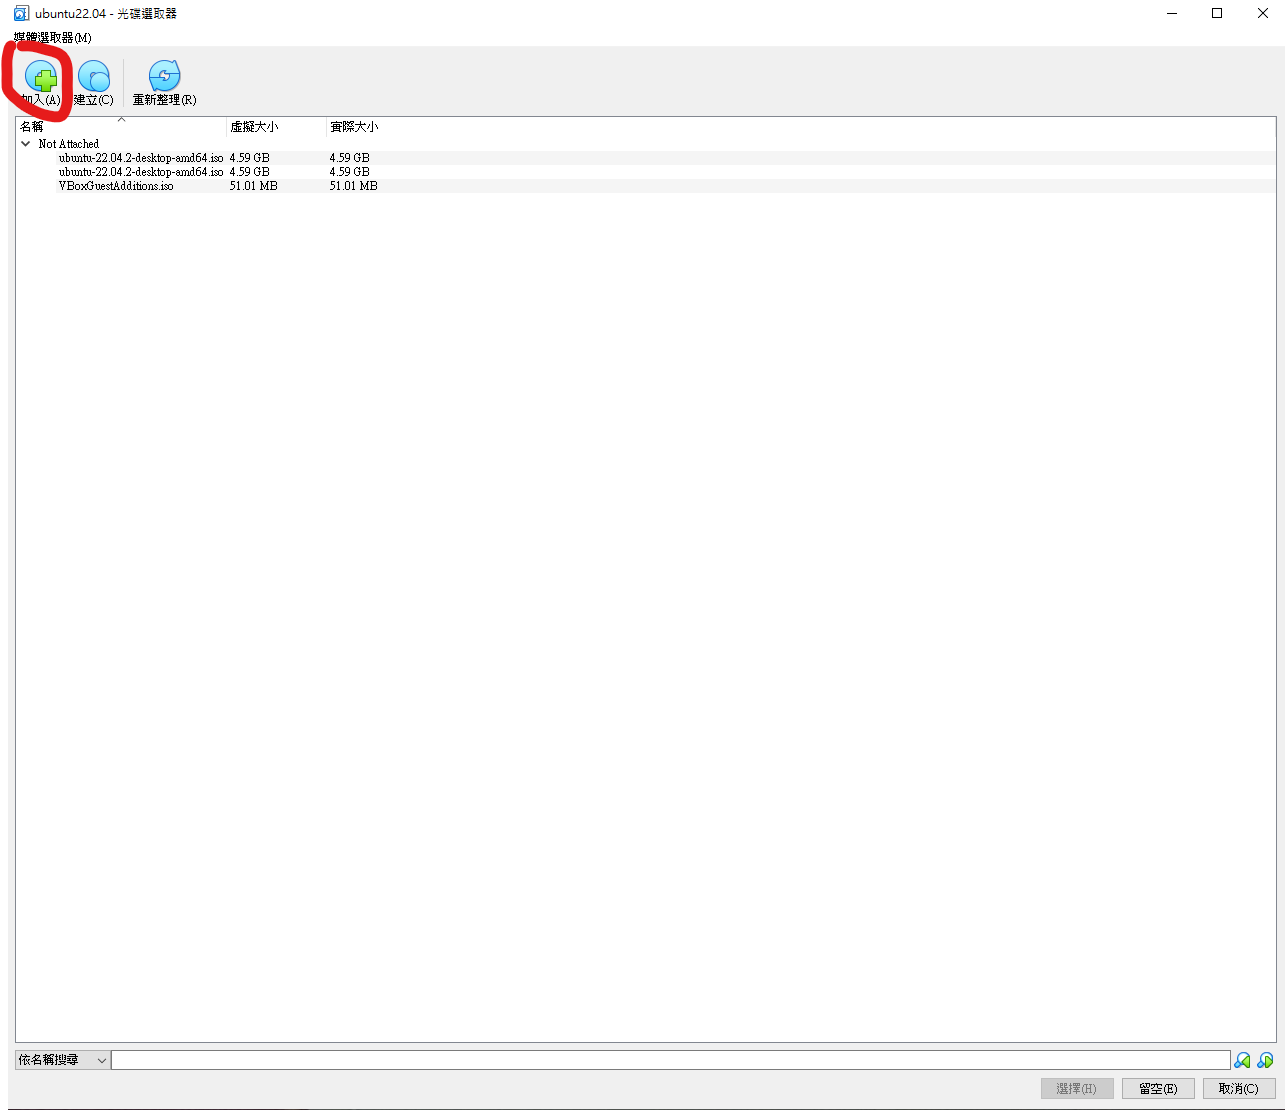 ubuntu22.04 - 光碟選取器
媒體選取器(M)
加入(A) 建立(C) 重新整理(R)
名稱 虛擬大小 實際大小
Not Attached
ubuntu-22.04.2-desktop-amd64.iso 4.59 GB 4.59 GB
ubuntu-22.04.2-desktop-amd64.iso 4.59 GB 4.59 GB
VBoxGuestAdditions.iso 51.01 MB 51.01 MB
依名稱搜尋
選擇(H) 留空(E) 取消(C)